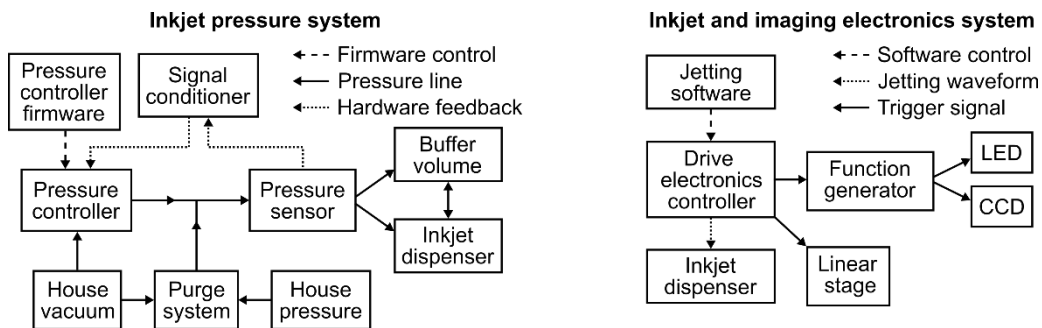 Inkjet pressure system
Firmware control
Pressure line
Hardware feedback
Pressure
controller
firmware
Signal
conditioner
Buffer
volume
Pressure
controller
Pressure
sensor
Inkjet
dispenser
House
vacuum
Purge
system
House
pressure
Inkjet and imaging electronics system
Software control
Jetting waveform
Trigger signal
Jetting
software
Drive
electronics
controller
Function
generator
LED
CCD
Inkjet
dispenser
Linear
stage